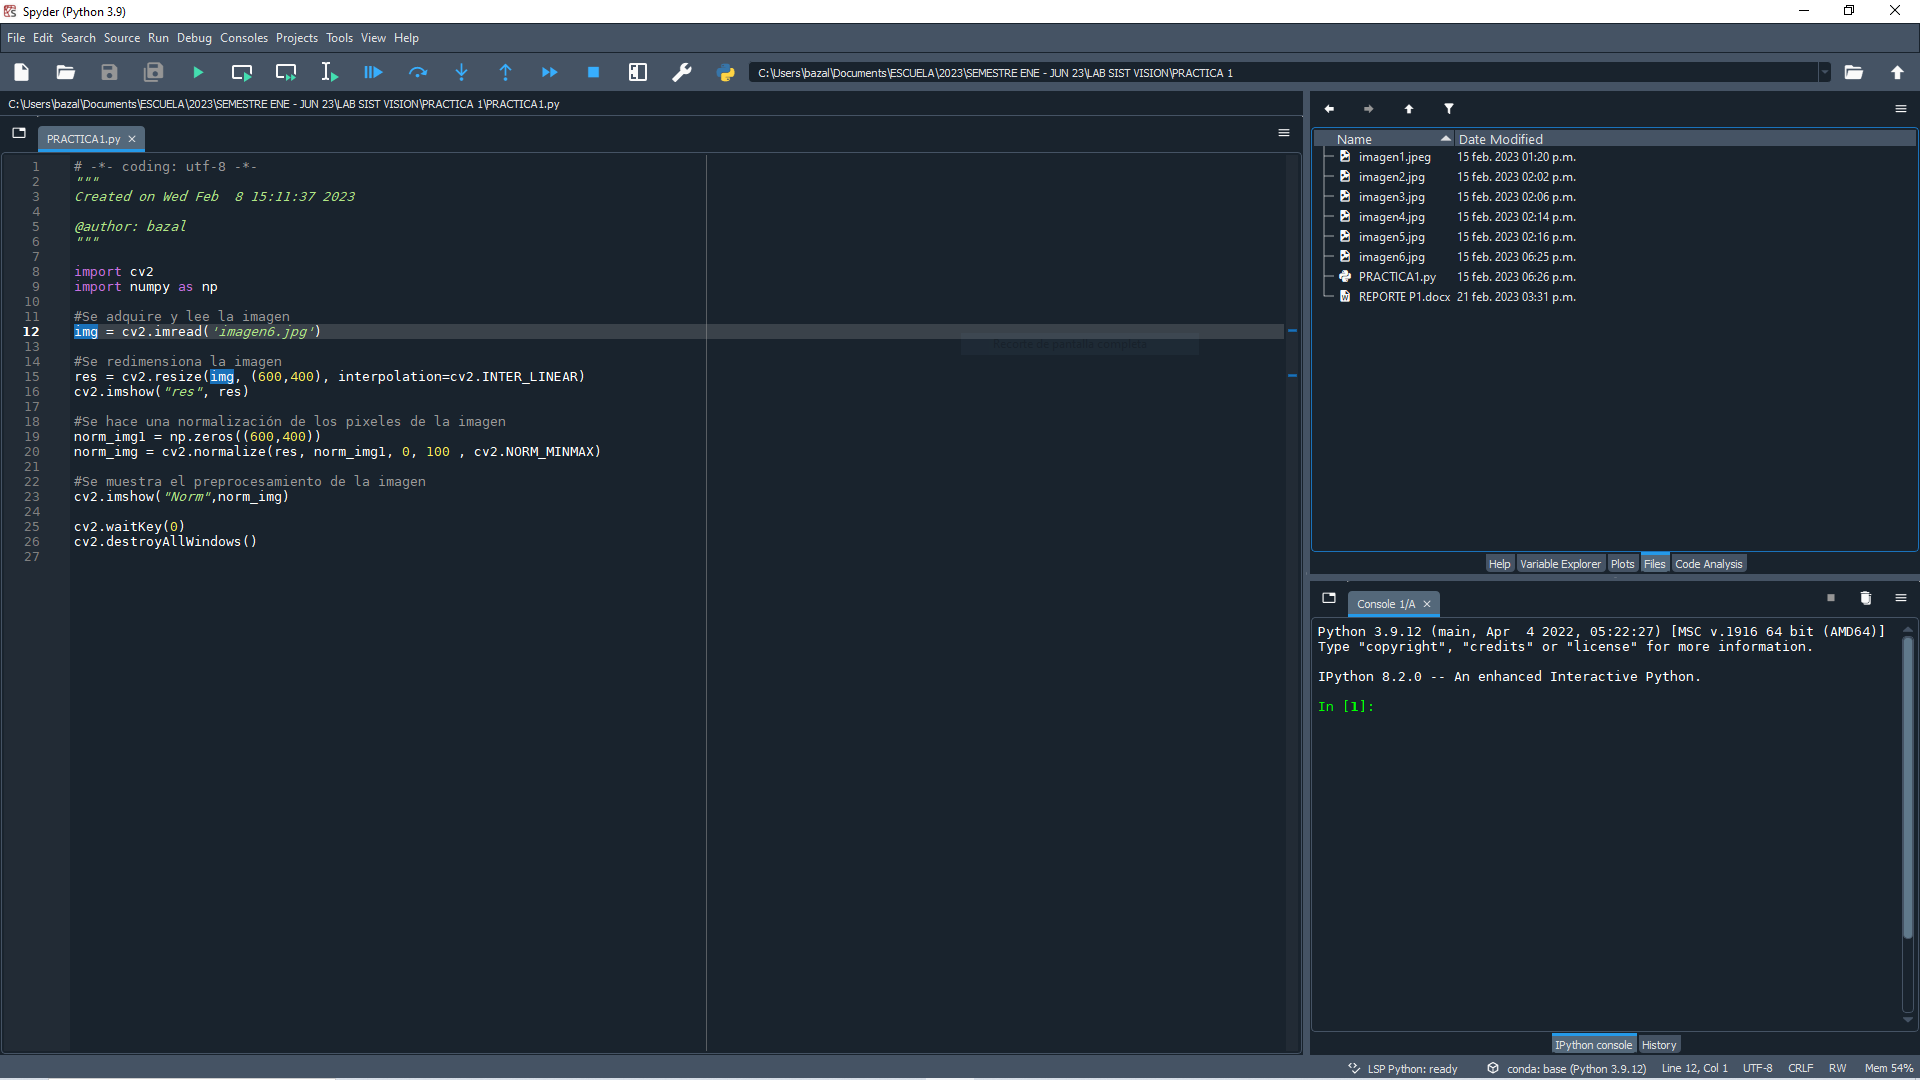 Spyder (Python 3.9)
File Edit Search Source Run Debug Consoles Projects Tools View Help
C:\Users\bazal\Documents\ESCUELA\2023\SEMESTRE ENE - JUN 23\LAB SIST VISION\PRACTICA 1
C:\Users\bazal\Documents\ESCUELA\2023\SEMESTRE ENE - JUN 23\LAB SIST VISION\PRACTICA 1\PRACTICA1.py
PRACTICA1.py
1 # -*- coding: utf-8 -*-
2 """
3 Created on Wed Feb  8 15:11:37 2023
4
5 @author: bazal
6 """
7
8 import cv2
9 import numpy as np
10
11 #Se adquire y lee la imagen
12 img = cv2.imread('imagen6.jpg')
13
14 #Se redimensiona la imagen
15 res = cv2.resize(img, (600,400), interpolation=cv2.INTER_LINEAR)
16 cv2.imshow("res", res)
17
18 #Se hace una normalización de los pixeles de la imagen
19 norm_img1 = np.zeros((600,400))
20 norm_img = cv2.normalize(res, norm_img1, 0, 100 , cv2.NORM_MINMAX)
21
22 #Se muestra el preprocesamiento de la imagen
23 cv2.imshow("Norm",norm_img)
24
25 cv2.waitKey(0)
26 cv2.destroyAllWindows()
27
Recorte de pantalla completa
Name Date Modified
imagen1.jpeg 15 feb. 2023 01:20 p.m.
imagen2.jpg 15 feb. 2023 02:02 p.m.
imagen3.jpg 15 feb. 2023 02:06 p.m.
imagen4.jpg 15 feb. 2023 02:14 p.m.
imagen5.jpg 15 feb. 2023 02:16 p.m.
imagen6.jpg 15 feb. 2023 06:25 p.m.
PRACTICA1.py 15 feb. 2023 06:26 p.m.
REPORTE P1.docx 21 feb. 2023 03:31 p.m.
Help Variable Explorer Plots Files Code Analysis
Console 1/A
Python 3.9.12 (main, Apr  4 2022, 05:22:27) [MSC v.1916 64 bit (AMD64)]
Type "copyright", "credits" or "license" for more information.
IPython 8.2.0 -- An enhanced Interactive Python.
In [1]:
IPython console History
LSP Python: ready conda: base (Python 3.9.12) Line 12, Col 1 UTF-8 CRLF RW Mem 54%